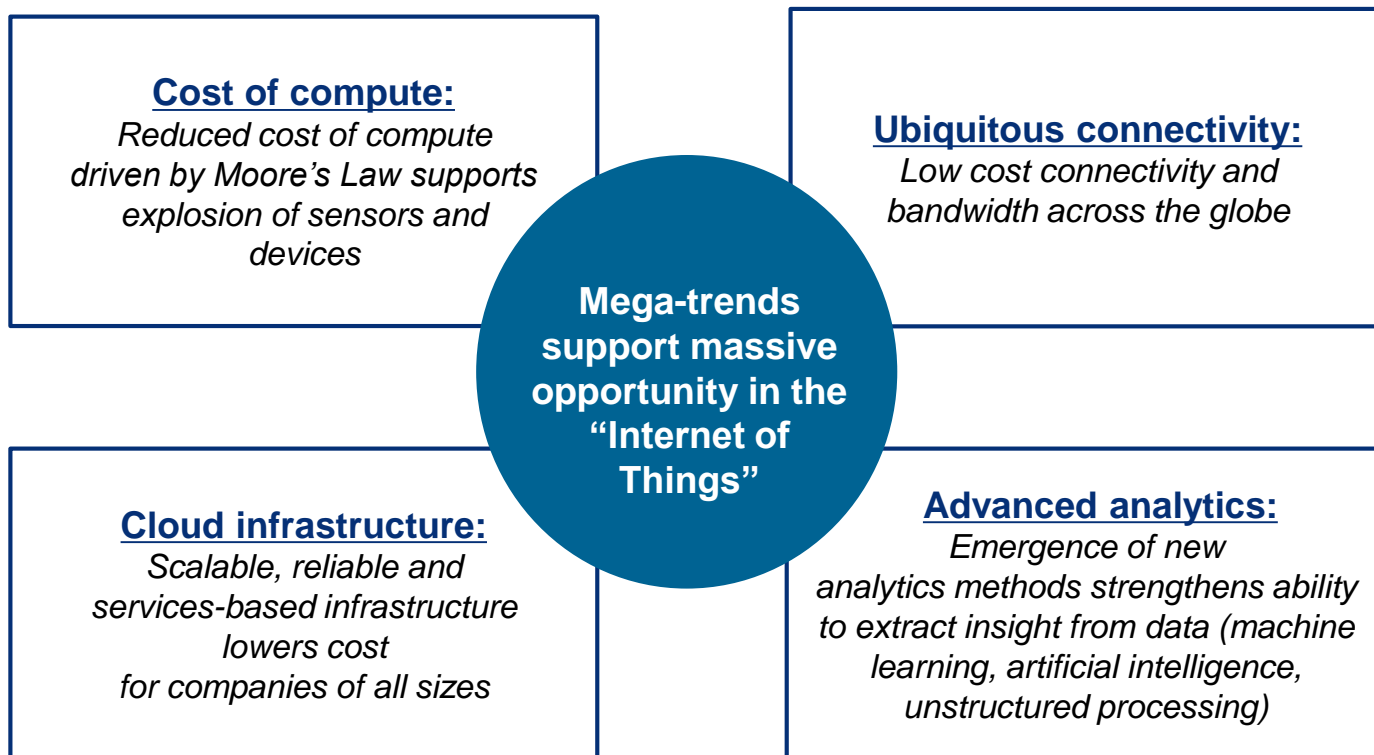 Cost of compute:
Reduced cost of compute
driven by Moore’s Law supports
explosion of sensors and
devices
Ubiquitous connectivity:
Low cost connectivity and
bandwidth across the globe
Mega-trends
support massive
opportunity in the
“Internet of
Things”
Cloud infrastructure:
Scalable, reliable and
services-based infrastructure
lowers cost
for companies of all sizes
Advanced analytics:
Emergence of new
analytics methods strengthens ability
to extract insight from data (machine
learning, artificial intelligence,
unstructured processing)